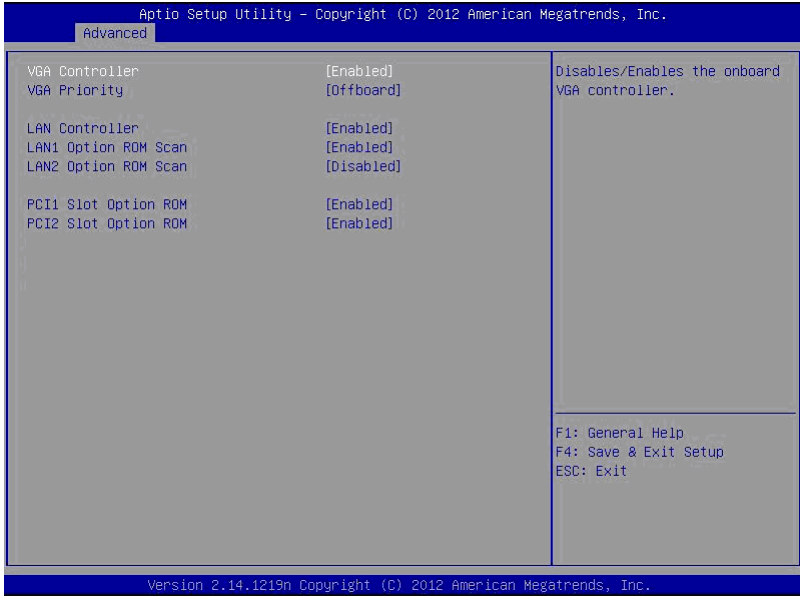 Aptio Setup Utility – Copyright (C) 2012 American Megatrends, Inc.
Advanced
VGA Controller [Enabled]
VGA Priority [Offboard]
LAN Controller [Enabled]
LAN1 Option ROM Scan [Enabled]
LAN2 Option ROM Scan [Disabled]
PCI1 Slot Option ROM [Enabled]
PCI2 Slot Option ROM [Enabled]
Disables/Enables the onboard
VGA controller.
F1: General Help
F4: Save & Exit Setup
ESC: Exit
Version 2.14.1219n Copyright (C) 2012 American Megatrends, Inc.